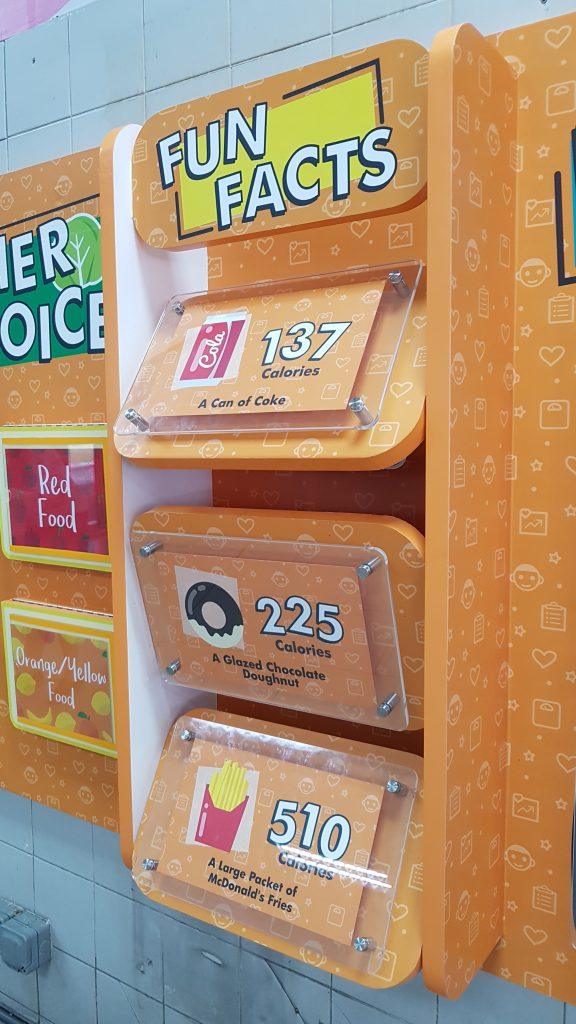 FUN
FACTS
Cola
137
Calories
A Can of Coke
225
Calories
A Glazed Chocolate
Doughnut
510
Calories
A Large Packet of
McDonald's Fries
HER
OICE
Red
Food
Orange/Yellow
Food